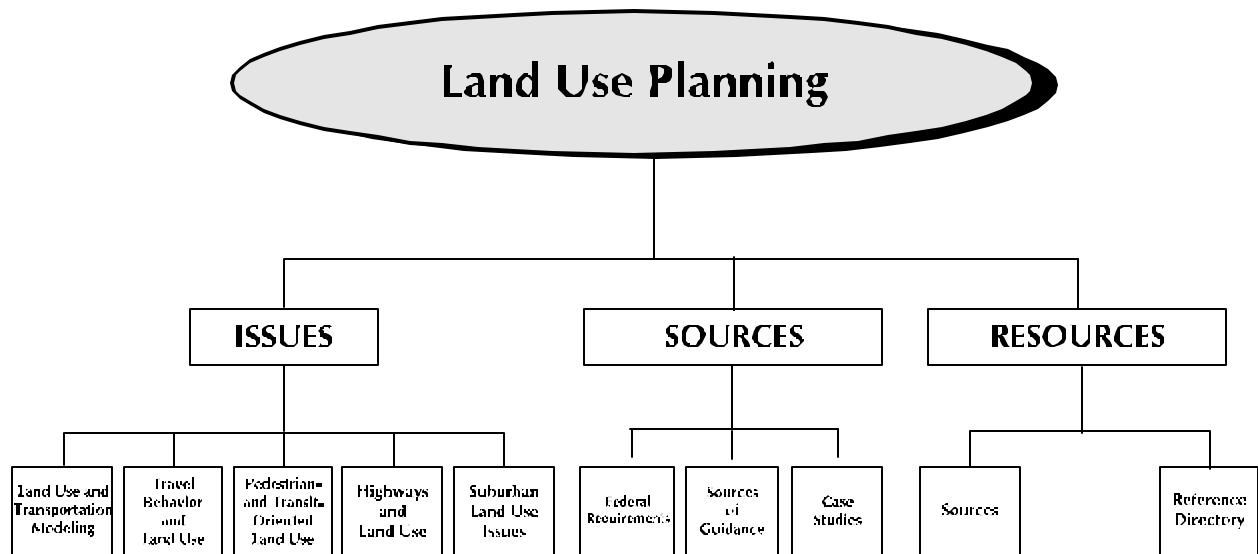 Land Use Planning
ISSUES
SOURCES
RESOURCES
Land Use and
Transportation
Modeling
Travel
Behavior
and
Land Use
Pedestrian-
and Transit-
Oriented
Land Use
Highways
and
Land Use
Suburban
Land Use
Issues
Federal
Requirements
Sources
of
Guidance
Case
Studies
Sources
Reference
Directory